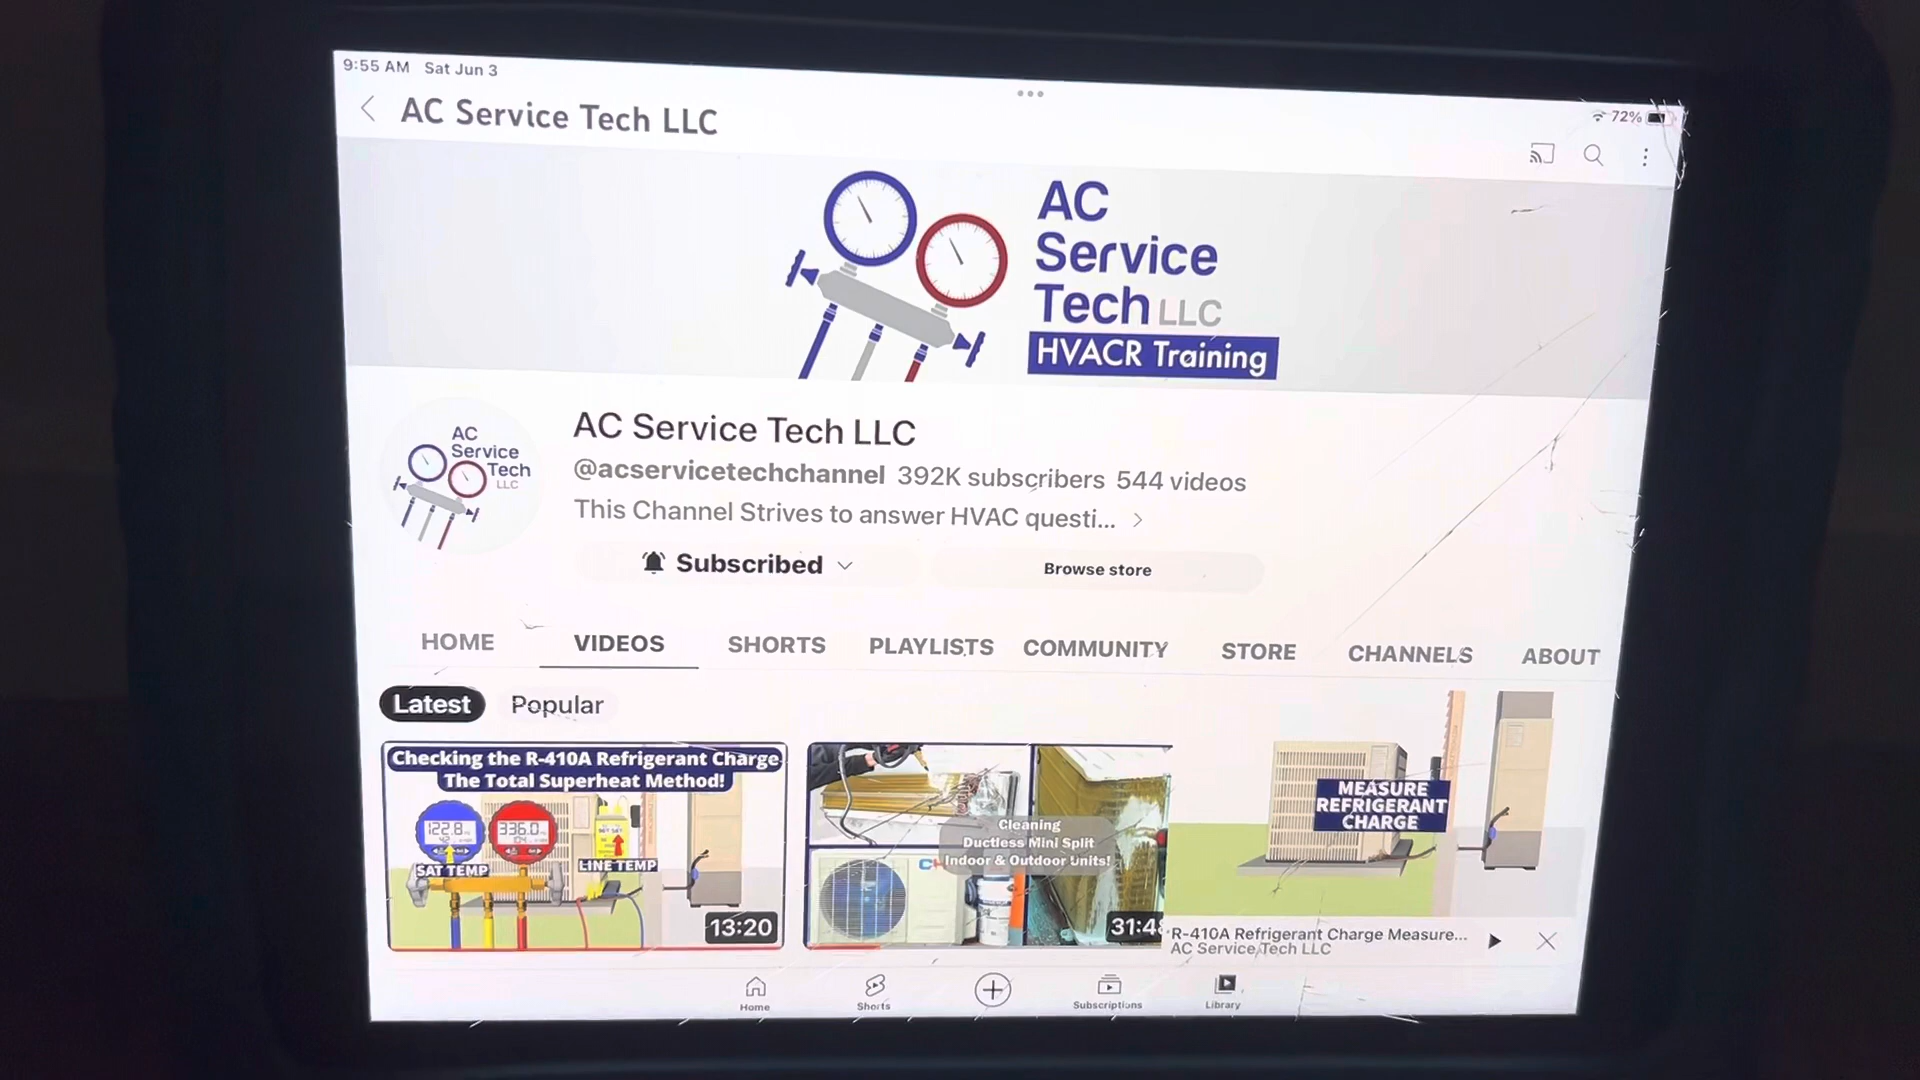 9:55 AM Sat Jun 3
72%
AC Service Tech LLC
AC
Service
Tech LLC
HVACR Training
AC
Service
Tech
LLC
AC Service Tech LLC
@acservicetechchannel 392K subscribers 544 videos
This Channel Strives to answer HVAC questi...
Subscribed
Browse store
HOME VIDEOS SHORTS PLAYLISTS COMMUNITY STORE CHANNELS ABOUT
Latest Popular
Checking the R-410A Refrigerant Charge
The Total Superheat Method!
122.8
336.0
SAT TEMP
LINE TEMP
13:20
Cleaning
Ductless Mini Split
Indoor & Outdoor Units!
MEASURE
REFRIGERANT
CHARGE
R-410A Refrigerant Charge Measure...
AC Service Tech LLC
Home Shorts Subscriptions Library